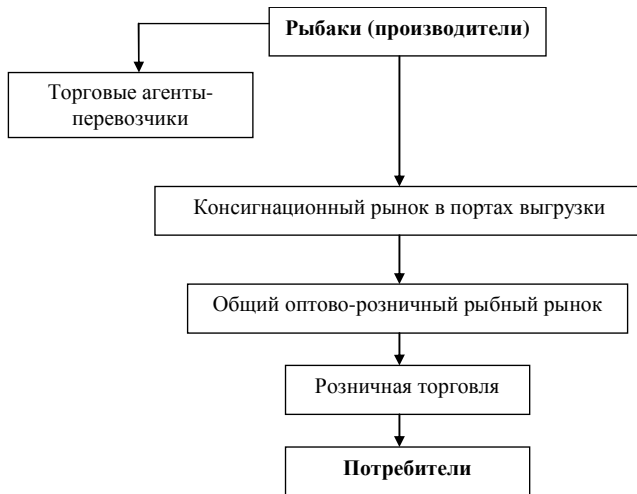 Рыбаки (производители)
Торговые агенты-
перевозчики
Консигнационный рынок в портах выгрузки
Общий оптово-розничный рыбный рынок
Розничная торговля
Потребители